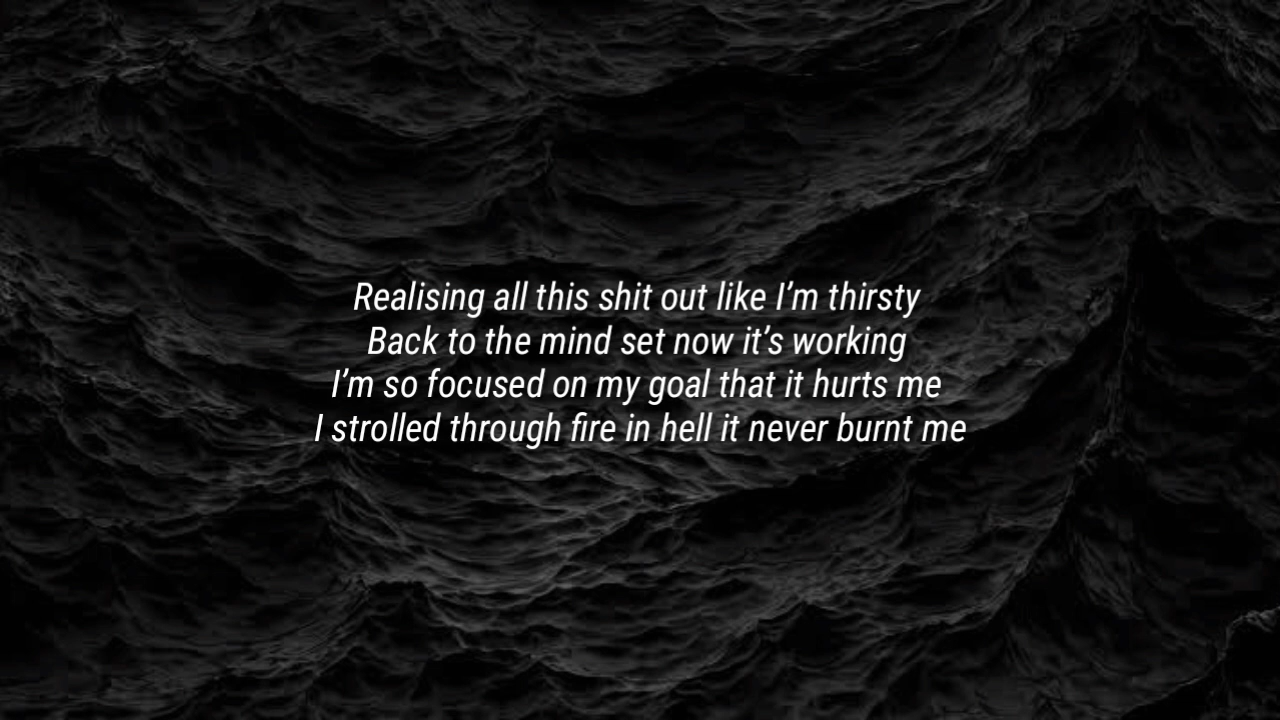 Realising all this shit out like I’m thirsty
Back to the mind set now it’s working
I’m so focused on my goal that it hurts me
I strolled through fire in hell it never burnt me